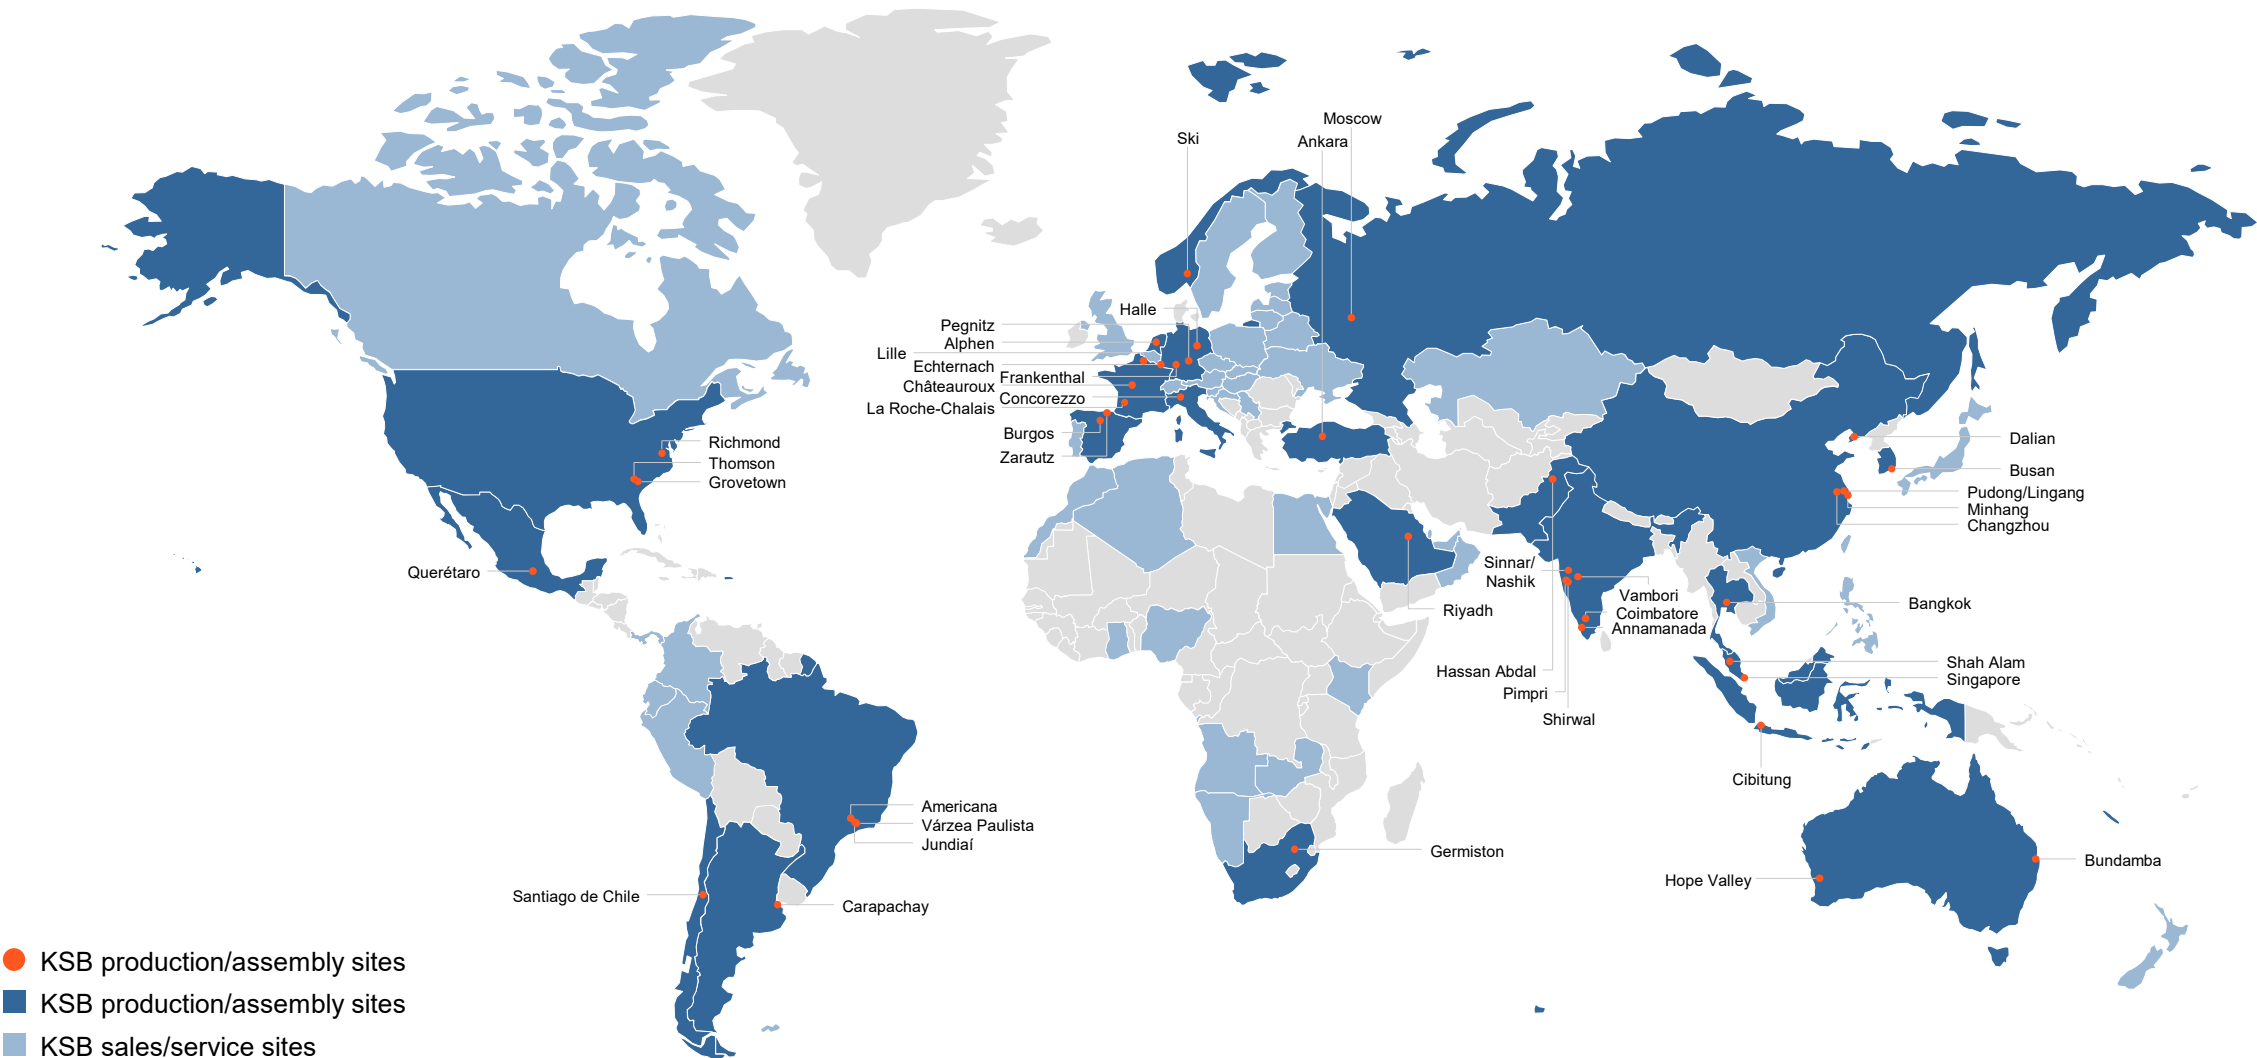 Moscow
Ski
Ankara
Halle
Pegnitz
Alphen
Lille
Echternach
Frankenthal
Châteauroux
Concorezzo
La Roche-Chalais
Burgos
Zarautz
Richmond
Thomson
Grovetown
Querétaro
Dalian
Busan
Pudong/Lingang
Minhang
Changzhou
Sinnar/
Nashik
Vambori
Coimbatore
Annamanada
Riyadh
Bangkok
Hassan Abdal
Pimpri
Shirwal
Shah Alam
Singapore
Cibitung
Americana
Várzea Paulista
Jundiaí
Germiston
Bundamba
Hope Valley
Santiago de Chile
Carapachay
KSB production/assembly sites
KSB production/assembly sites
KSB sales/service sites